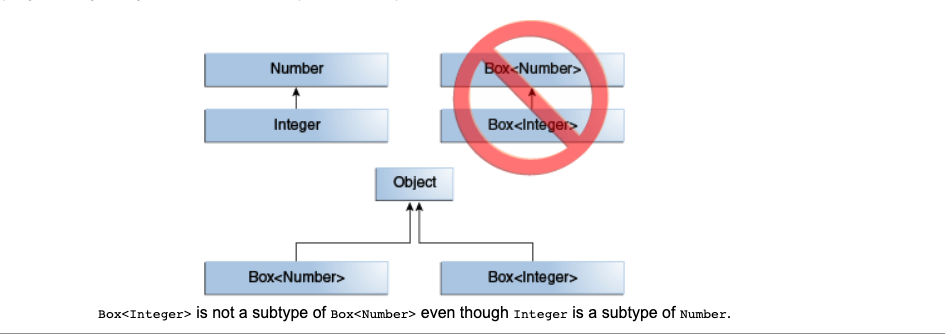 Number
Box<Number>
Integer
Box<Integer>
Object
Box<Number>
Box<Integer>
Box<Integer> is not a subtype of Box<Number> even though Integer is a subtype of Number.